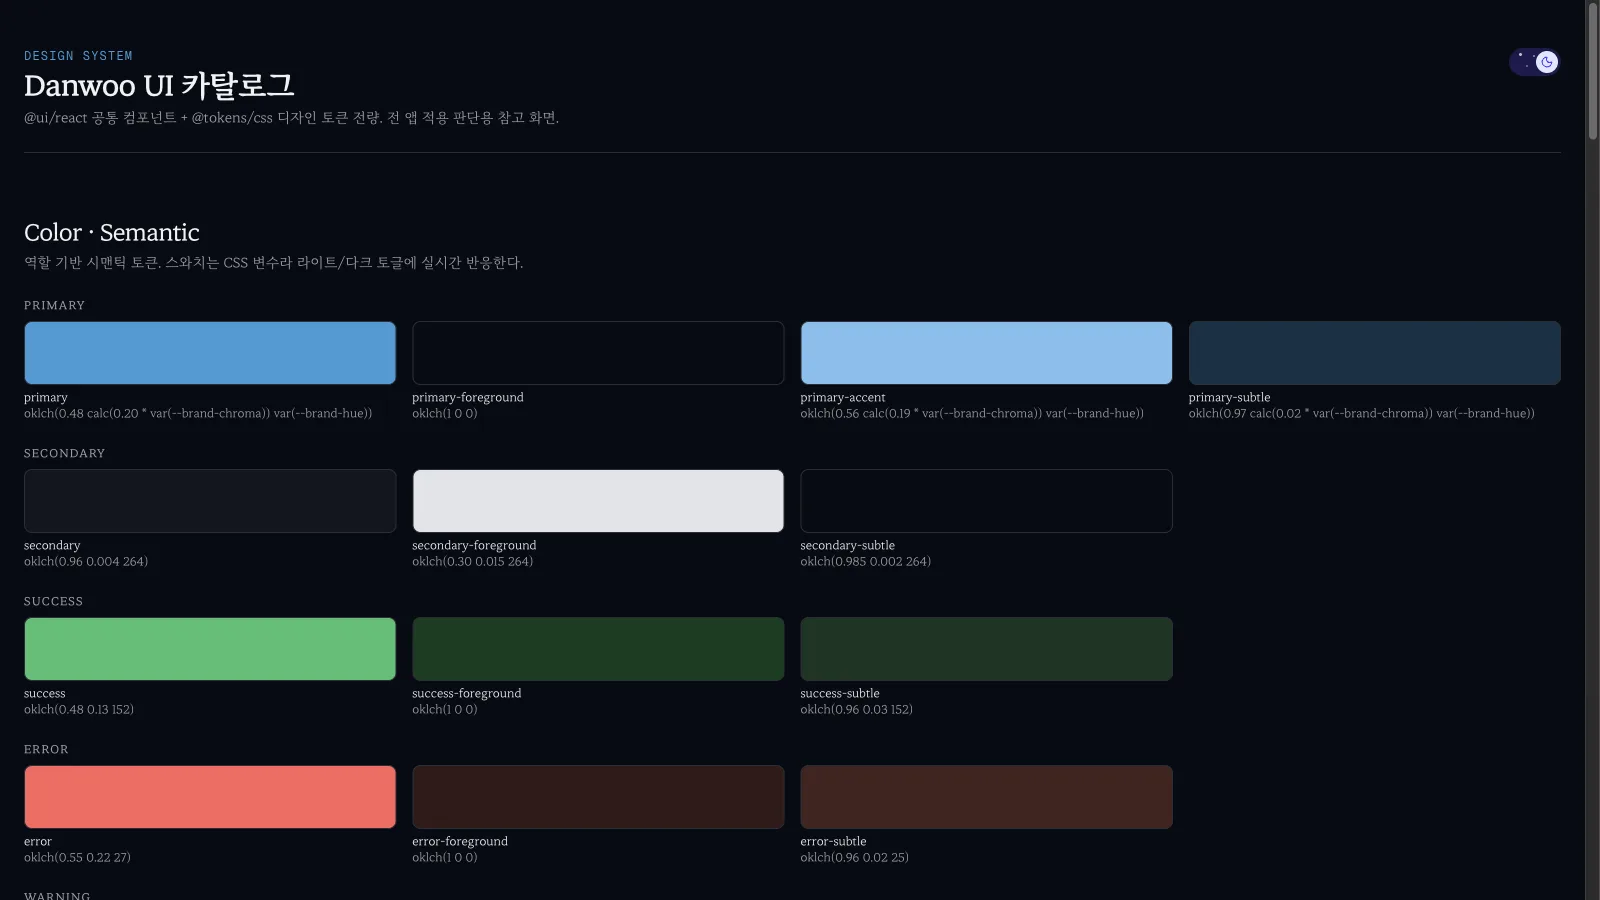 DESIGN SYSTEM
Danwoo UI 카탈로그
@ui/react 공통 컴포넌트 + @tokens/css 디자인 토큰 전량. 전 앱 적용 판단용 참고 화면.
Color · Semantic
역할 기반 시맨틱 토큰. 스와치는 CSS 변수라 라이트/다크 토글에 실시간 반응한다.
PRIMARY
primary
oklch(0.48 calc(0.20 * var(--brand-chroma)) var(--brand-hue))
primary-foreground
oklch(1 0 0)
primary-accent
oklch(0.56 calc(0.19 * var(--brand-chroma)) var(--brand-hue))
primary-subtle
oklch(0.97 calc(0.02 * var(--brand-chroma)) var(--brand-hue))
SECONDARY
secondary
oklch(0.96 0.004 264)
secondary-foreground
oklch(0.30 0.015 264)
secondary-subtle
oklch(0.985 0.002 264)
SUCCESS
success
oklch(0.48 0.13 152)
success-foreground
oklch(1 0 0)
success-subtle
oklch(0.96 0.03 152)
ERROR
error
oklch(0.55 0.22 27)
error-foreground
oklch(1 0 0)
error-subtle
oklch(0.96 0.02 25)
WARNING